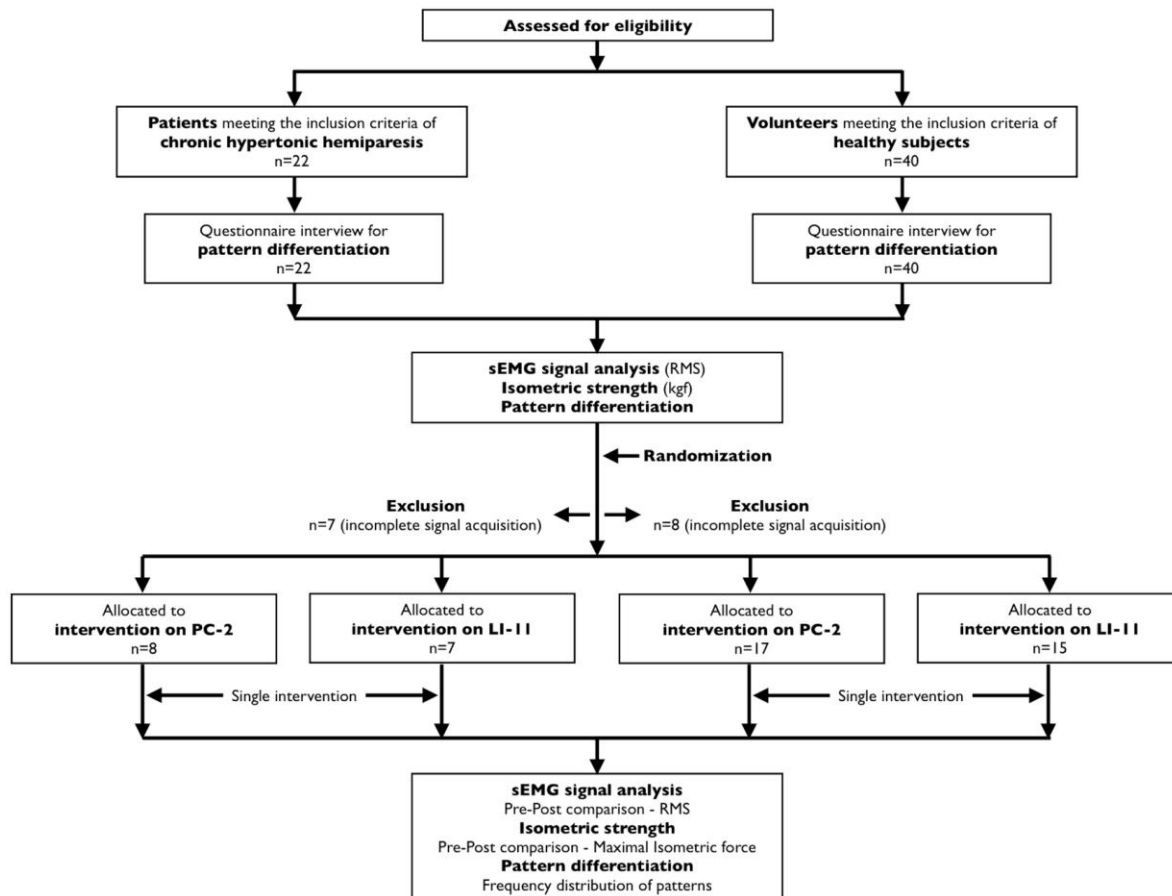 Assessed for eligibility
Patients meeting the inclusion criteria of
chronic hypertonic hemiparesis
n=22
Volunteers meeting the inclusion criteria of
healthy subjects
n=40
Questionnaire interview for
pattern differentiation
n=22
Questionnaire interview for
pattern differentiation
n=40
sEMG signal analysis (RMS)
Isometric strength (kgf)
Pattern differentiation
Randomization
Exclusion
n=7 (incomplete signal acquisition)
Exclusion
n=8 (incomplete signal acquisition)
Allocated to
intervention on PC-2
n=8
Allocated to
intervention on LI-11
n=7
Allocated to
intervention on PC-2
n=17
Allocated to
intervention on LI-11
n=15
Single intervention
Single intervention
sEMG signal analysis
Pre-Post comparison - RMS
Isometric strength
Pre-Post comparison - Maximal Isometric force
Pattern differentiation
Frequency distribution of patterns